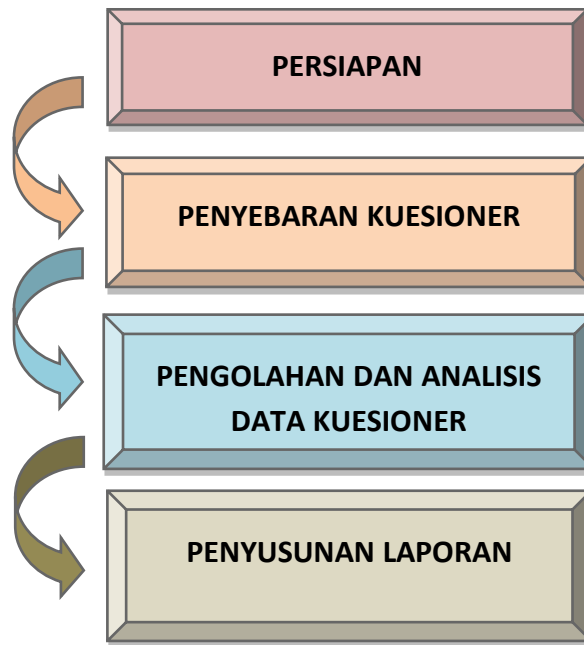 PERSIAPAN
PENYEBARAN KUESIONER
PENGOLAHAN DAN ANALISIS
DATA KUESIONER
PENYUSUNAN LAPORAN